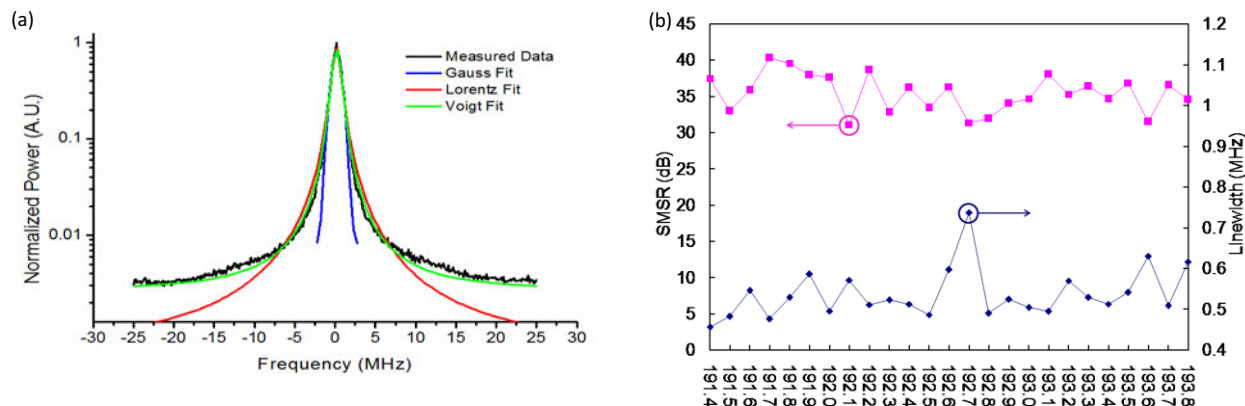 (a)
1
0.1
0.01
Normalized Power (A.U.)
Measured Data
Gauss Fit
Lorentz Fit
Voigt Fit
-30 -25 -20 -15 -10 -5 0 5 10 15 20 25 30
Frequency (MHz)
(b)
45
40
35
30
25
20
15
10
5
0
SMSR (dB)
1.2
1.1
1
0.9
0.8
0.7
0.6
0.5
0.4
Linewidth (MHz)
191.4 191.5 191.6 191.7 191.8 191.9 192.0 192.1 192.2 192.3 192.4 192.5 192.6 192.7 192.8 192.9 193.0 193.1 193.2 193.3 193.4 193.5 193.6 193.7 193.8